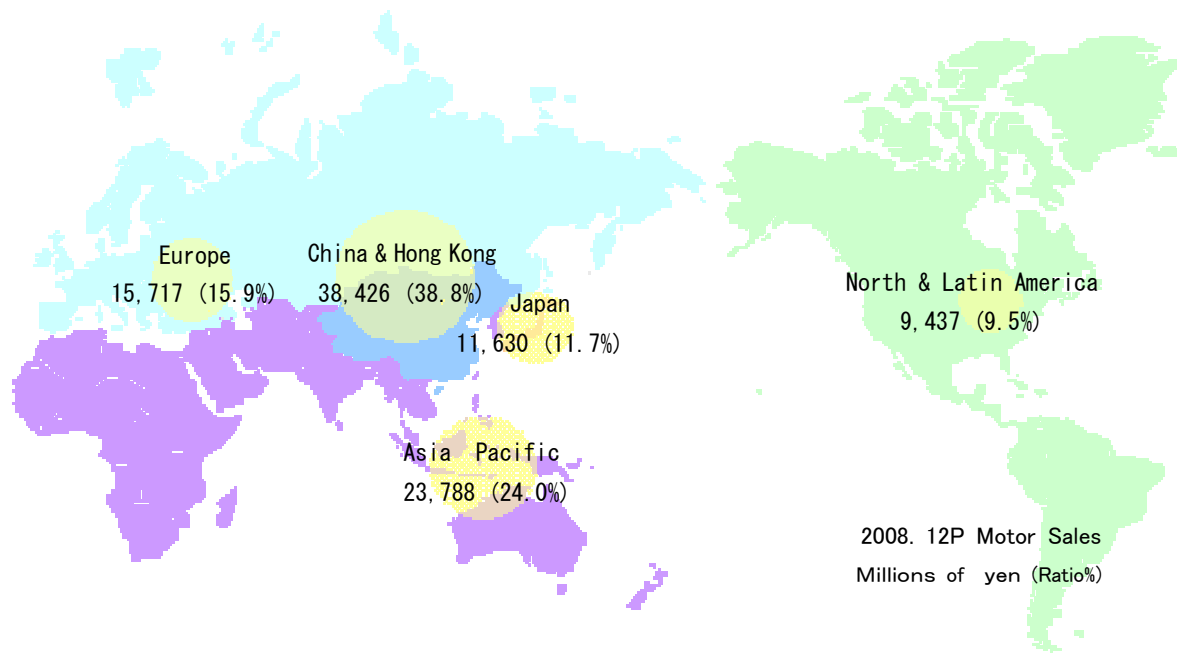 Europe
15,717 (15.9%)
China & Hong Kong
38,426 (38.8%)
Japan
11,630 (11.7%)
North & Latin America
9,437 (9.5%)
Asia Pacific
23,788 (24.0%)
2008. 12P Motor Sales
Millions of yen (Ratio%)